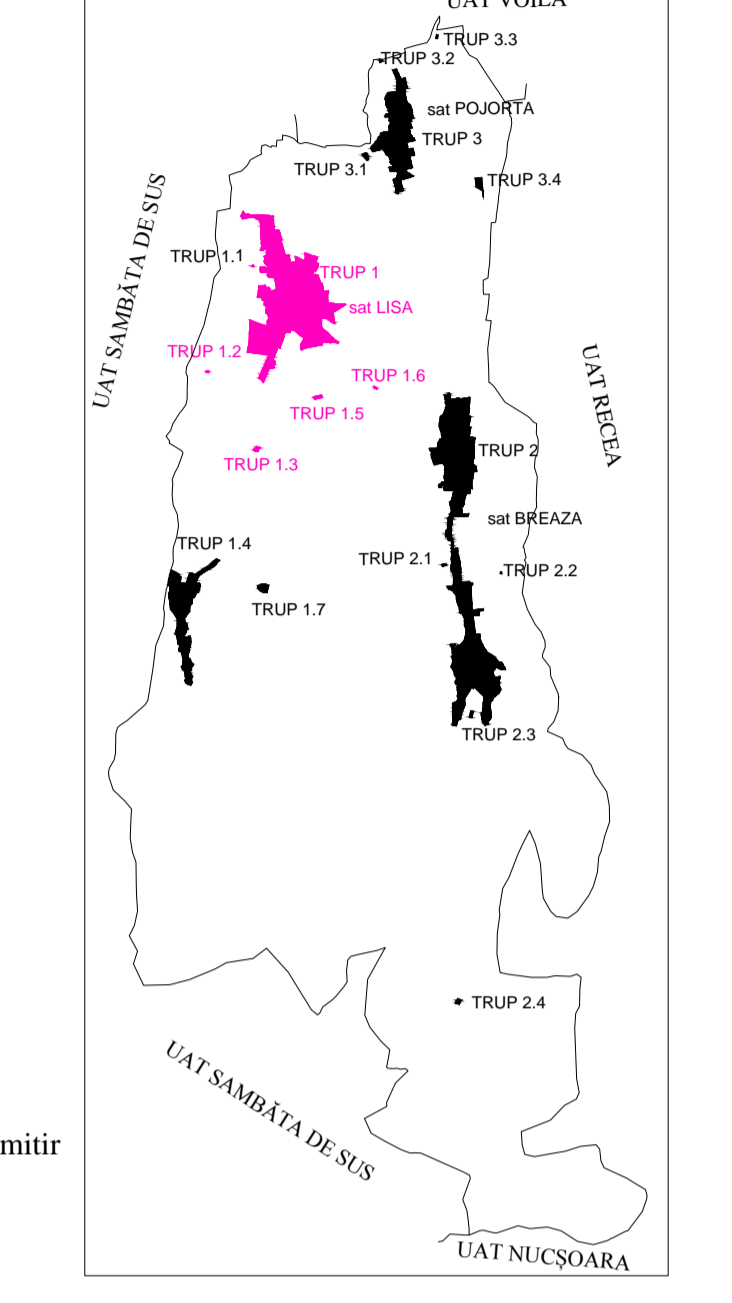 UAT VOILA
TRUP 3.3
TRUP 3.2
sat POJORTA
TRUP 3
TRUP 3.1
TRUP 3.4
UAT SAMBĂTA DE SUS
TRUP 1.1
TRUP 1
sat LISA
TRUP 1.2
UAT RECEA
TRUP 1.6
TRUP 1.5
TRUP 2
TRUP 1.3
sat BREAZA
TRUP 1.4
TRUP 2.1
TRUP 2.2
TRUP 1.7
TRUP 2.3
TRUP 2.4
UAT SAMBĂTA DE SUS
mitir
UAT NUCȘOARA